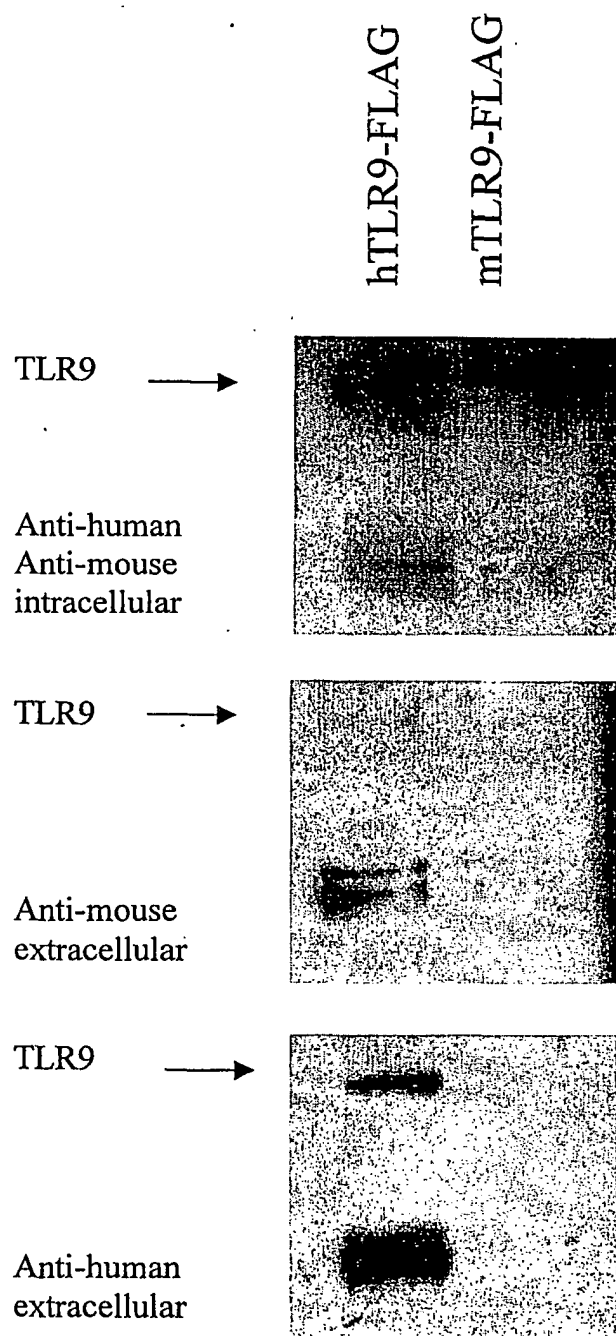 hTLR9-FLAG
mTLR9-FLAG
TLR9
Anti-human
Anti-mouse
intracellular
TLR9
Anti-mouse
extracellular
TLR9
Anti-human
extracellular